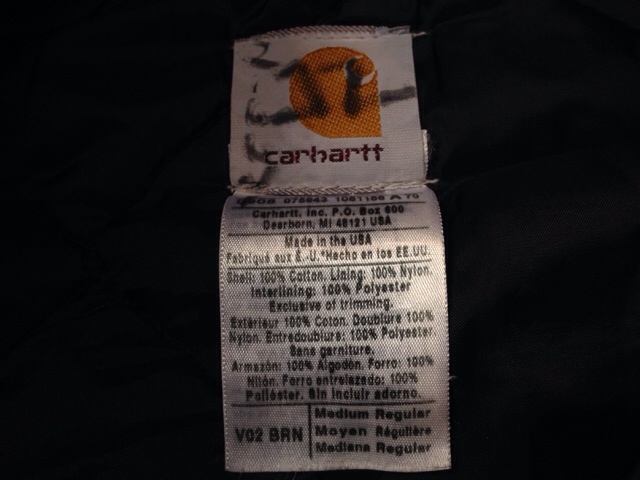 carhartt
Carhartt, Inc. P.O. Box 600
Dearborn, MI 48121 USA
Made in the USA
Fabriqué aux É.-U.*Hecho en los EE.UU.
Shell: 100% Cotton. Lining: 100% Nylon.
Interlining: 100% Polyester
Exclusive of trimming.
Extérieur 100% Coton. Doublure 100%
Nylon. Entredoublure: 100% Polyester
Sans garniture.
Armazón: 100% Algodon. Forro: 100%
Nilón. Forro entrelazado: 100%
Poliéster. Sin incluir adorno.
V02 BRN
Medium Regular
Moyen Régulière
Mediana Regular